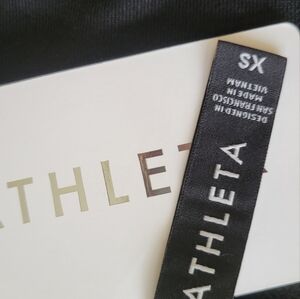 ATHLETA
XS
DESIGNED IN
SAN FRANCISCO
MADE IN
VIETNAM
ATHLETA